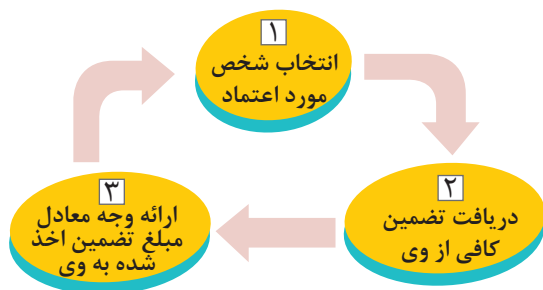 ۱
انتخاب شخص
مورد اعتماد
۲
دریافت تضمین
کافی از وی
۳
ارائه وجه معادل
مبلغ تضمین اخذ
شده به وی